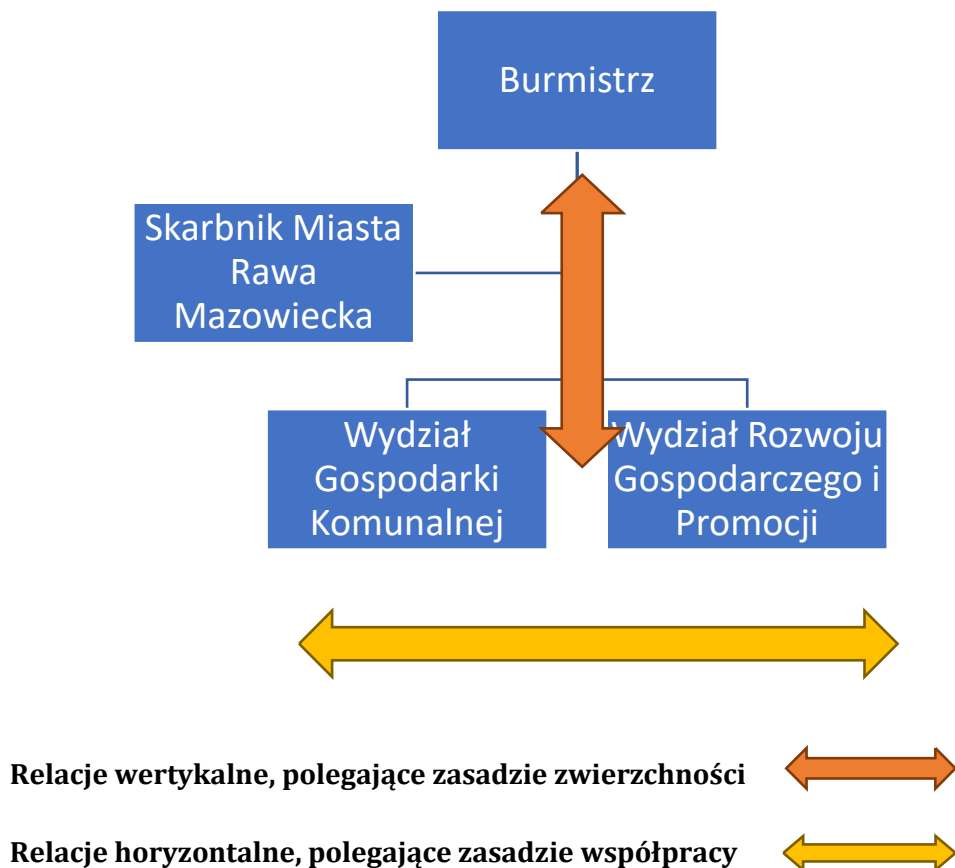 Burmistrz
Skarbnik Miasta
Rawa
Mazowiecka
Wydział
Gospodarki
Komunalnej
Wydział Rozwoju
Gospodarczego i
Promocji
Relacje wertykalne, polegające zasadzie zwierzchności
Relacje horyzontalne, polegające zasadzie współpracy